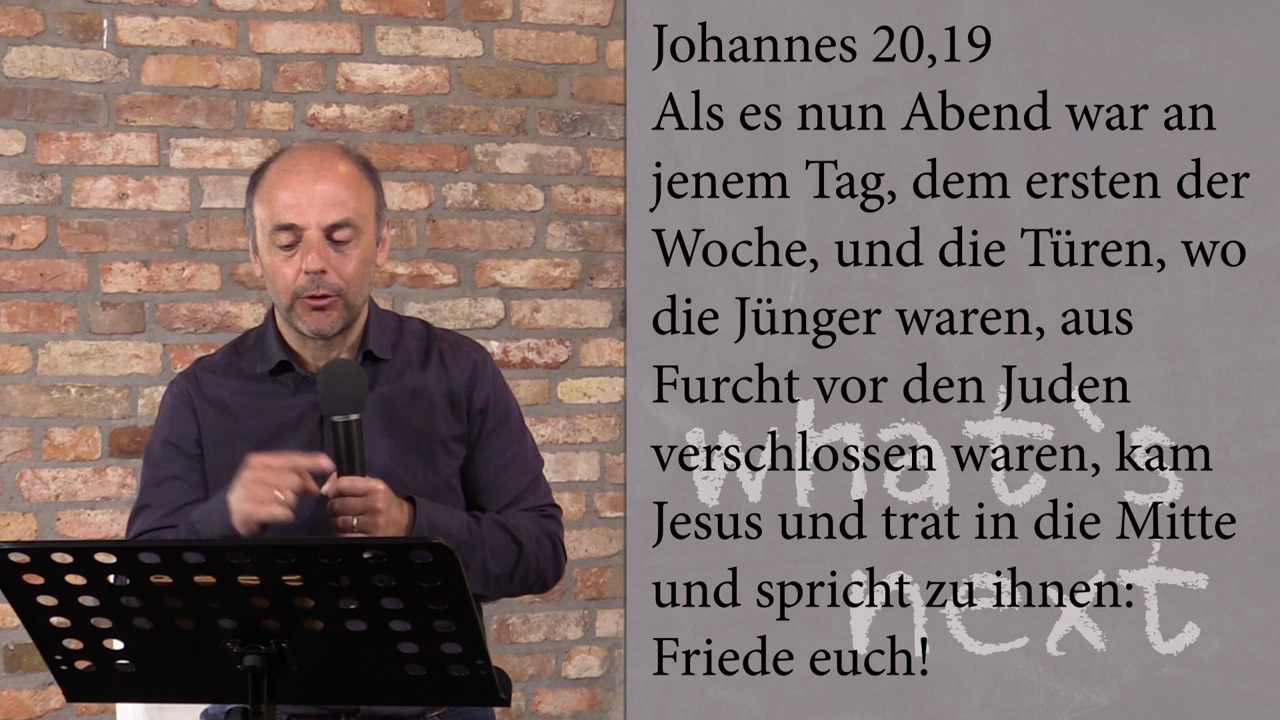 Johannes 20,19
Als es nun Abend war an
jenem Tag, dem ersten der
Woche, und die Türen, wo
die Jünger waren, aus
Furcht vor den Juden
verschlossen waren, kam
Jesus und trat in die Mitte
und spricht zu ihnen:
Friede euch!
what's
next